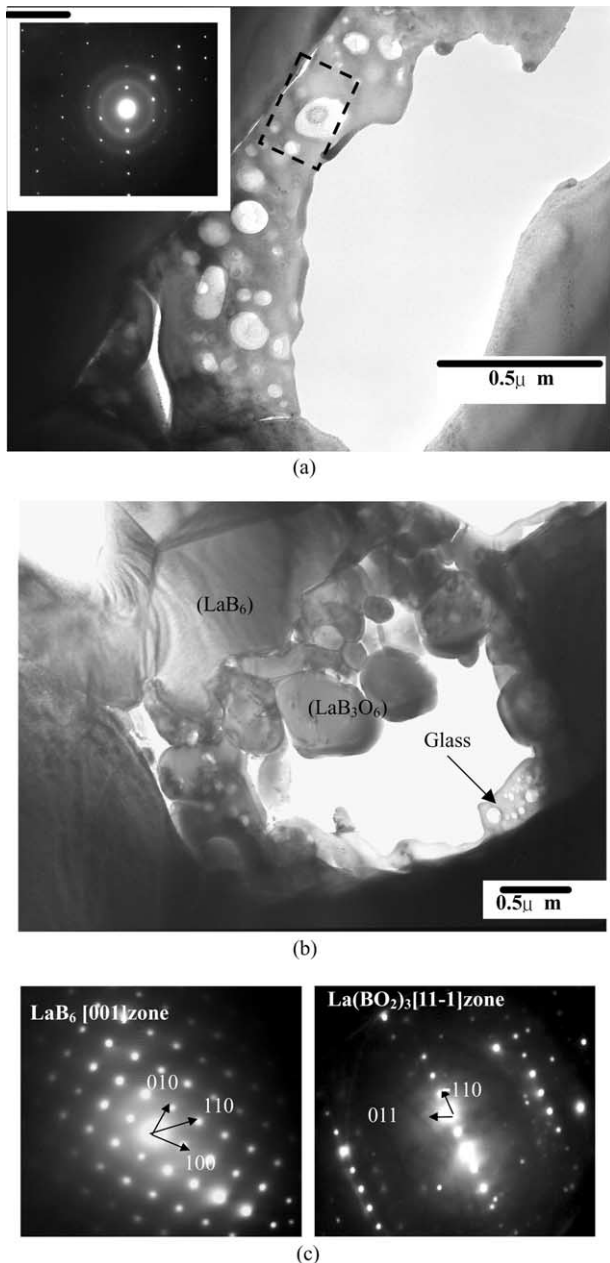 0.5μ m
(a)
(LaB6)
(LaB3O6)
Glass
0.5μ m
(b)
LaB6 [001]zone
La(BO2)3[11-1]zone
010
110
100
110
011
(c)